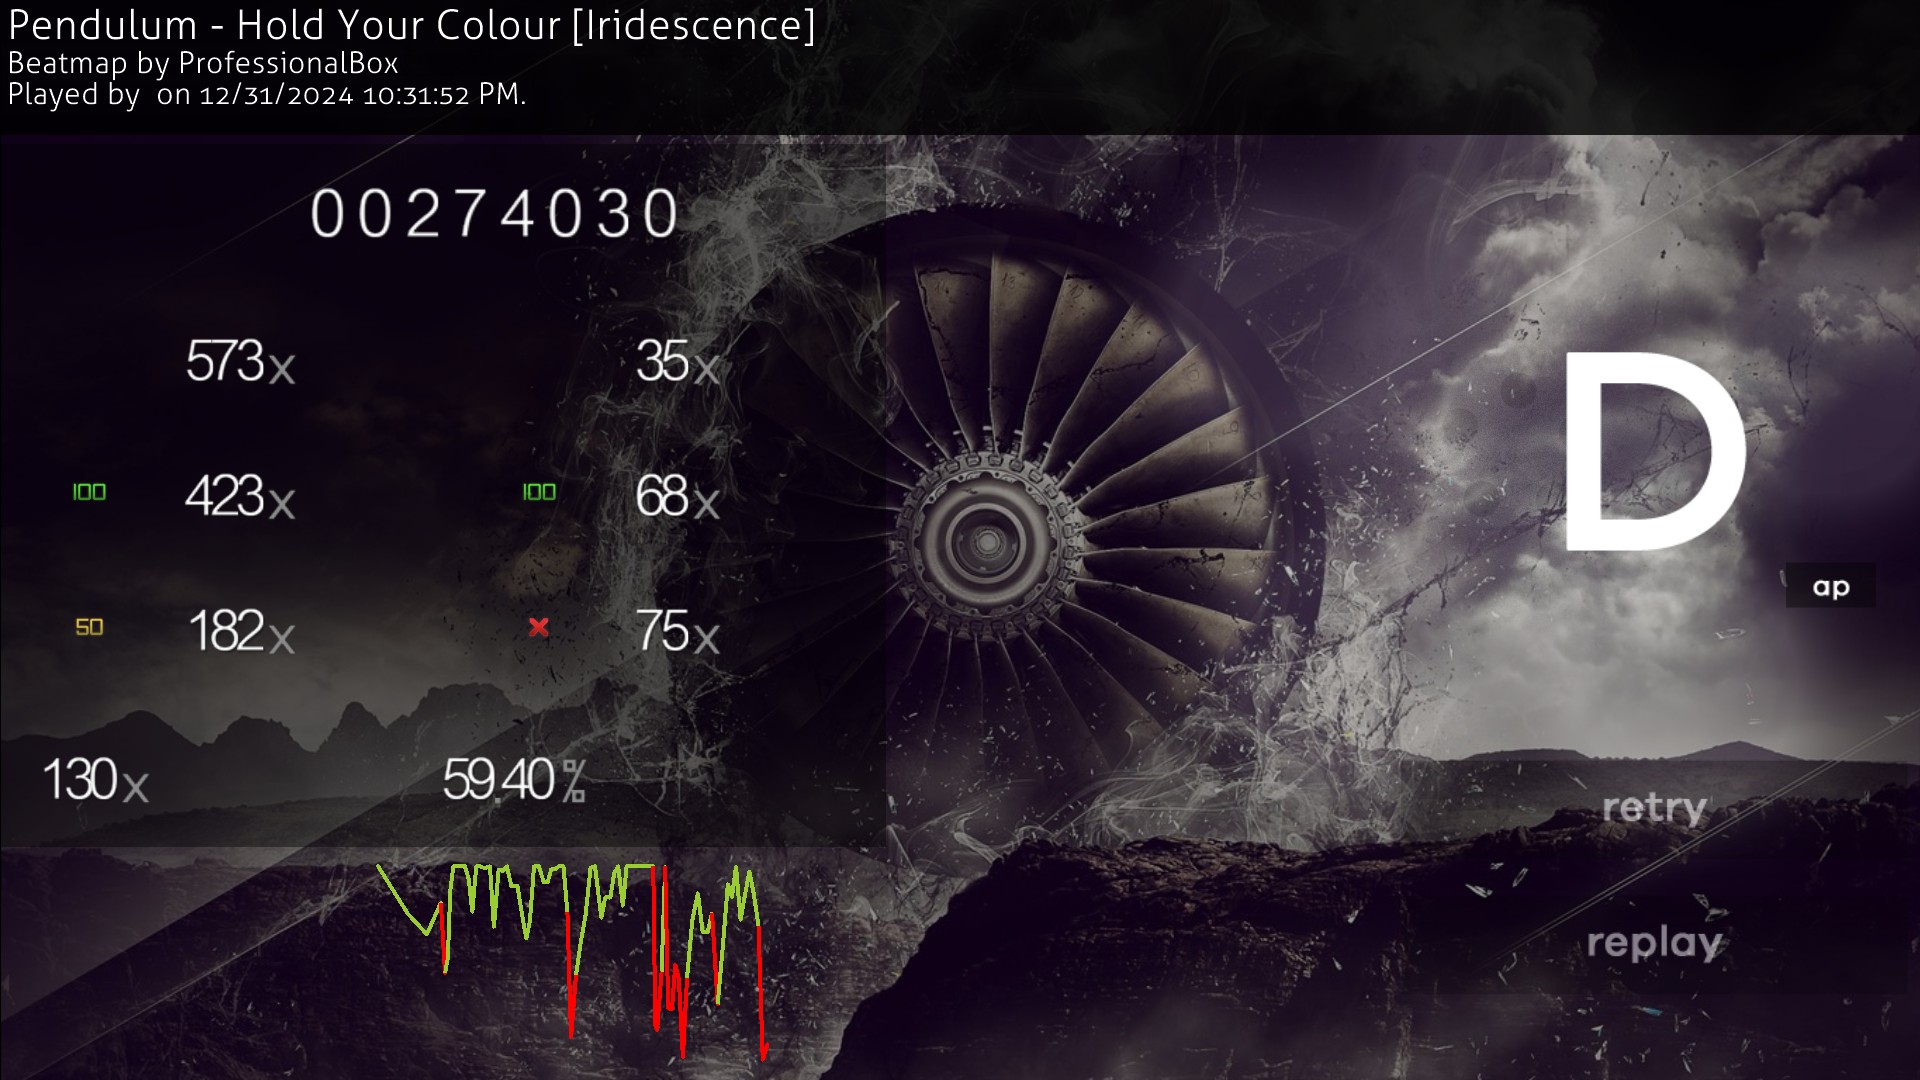 Pendulum - Hold Your Colour [Iridescence]
Beatmap by ProfessionalBox
Played by  on 12/31/2024 10:31:52 PM.
00274030
573x 35x
100 423x 100 68x
50 182x 75x
130x 59.40%
D
ap
retry
replay